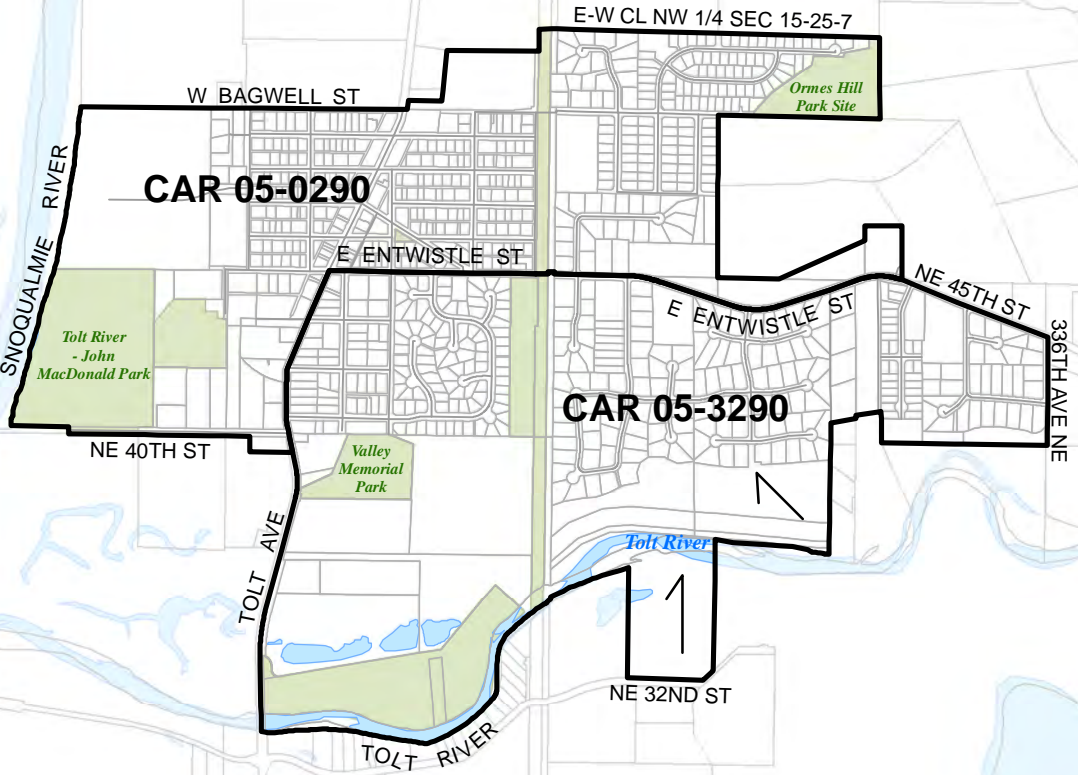 E-W CL NW 1/4 SEC 15-25-7
W BAGWELL ST
Ormes Hill
Park Site
SNOQUALMIE RIVER
CAR 05-0290
E ENTWISTLE ST
NE 45TH ST
E ENTWISTLE ST
336TH AVE NE
Tolt River
- John
MacDonald Park
CAR 05-3290
NE 40TH ST
Valley
Memorial
Park
TOLT AVE
Tolt River
NE 32ND ST
TOLT RIVER